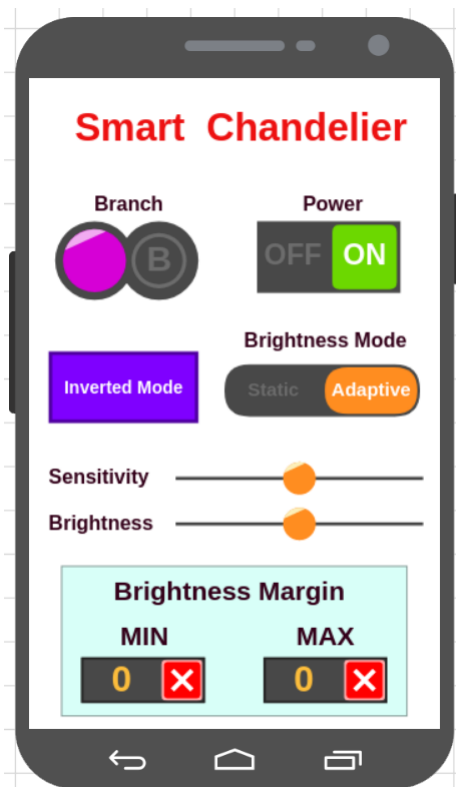 Smart Chandelier
Branch Power
B OFF ON
Brightness Mode
Inverted Mode Static Adaptive
Sensitivity
Brightness
Brightness Margin
MIN MAX
0 0